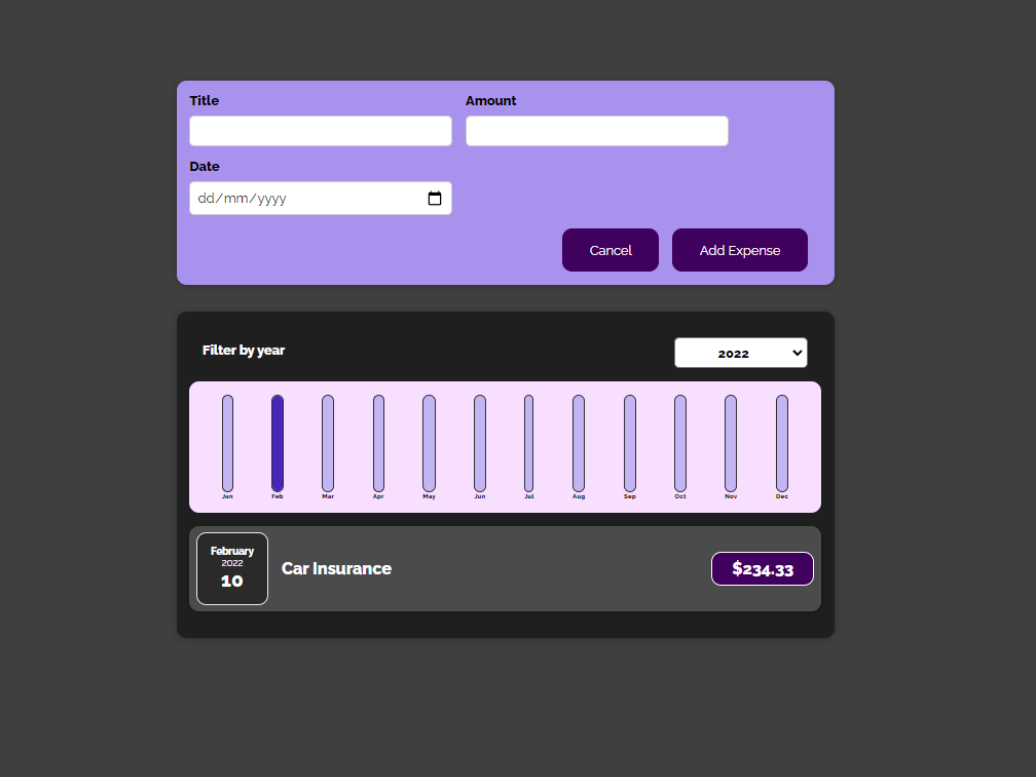 Title Amount
Date
dd/mm/yyyy
Cancel Add Expense
Filter by year 2022
Jan Feb Mar Apr May Jun Jul Aug Sep Oct Nov Dec
February
2022
10
Car Insurance $234.33